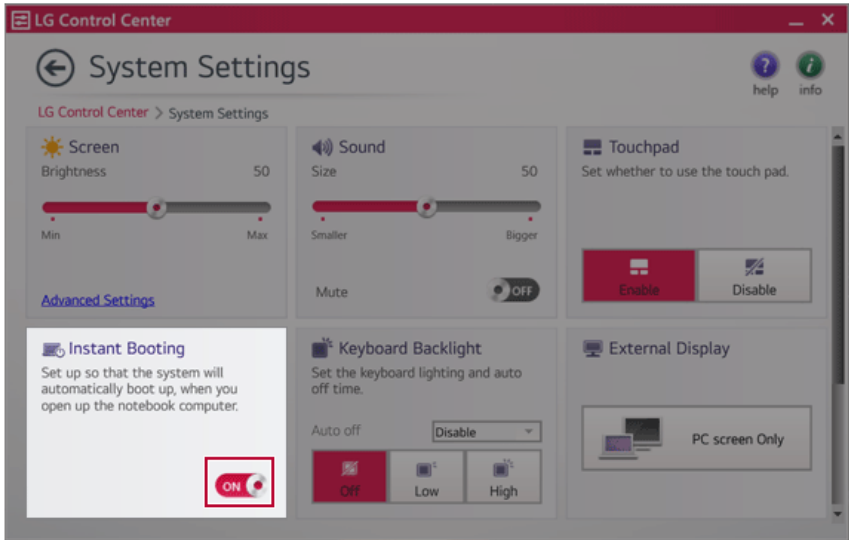 LG Control Center
System Settings
help
info
LG Control Center > System Settings
Screen
Brightness 50
Min Max
Advanced Settings
Sound
Size 50
Smaller Bigger
Mute OFF
Touchpad
Set whether to use the touch pad.
Enable Disable
Instant Booting
Set up so that the system will
automatically boot up, when you
open up the notebook computer.
ON
Keyboard Backlight
Set the keyboard lighting and auto
off time.
Auto off Disable
Off Low High
External Display
PC screen Only